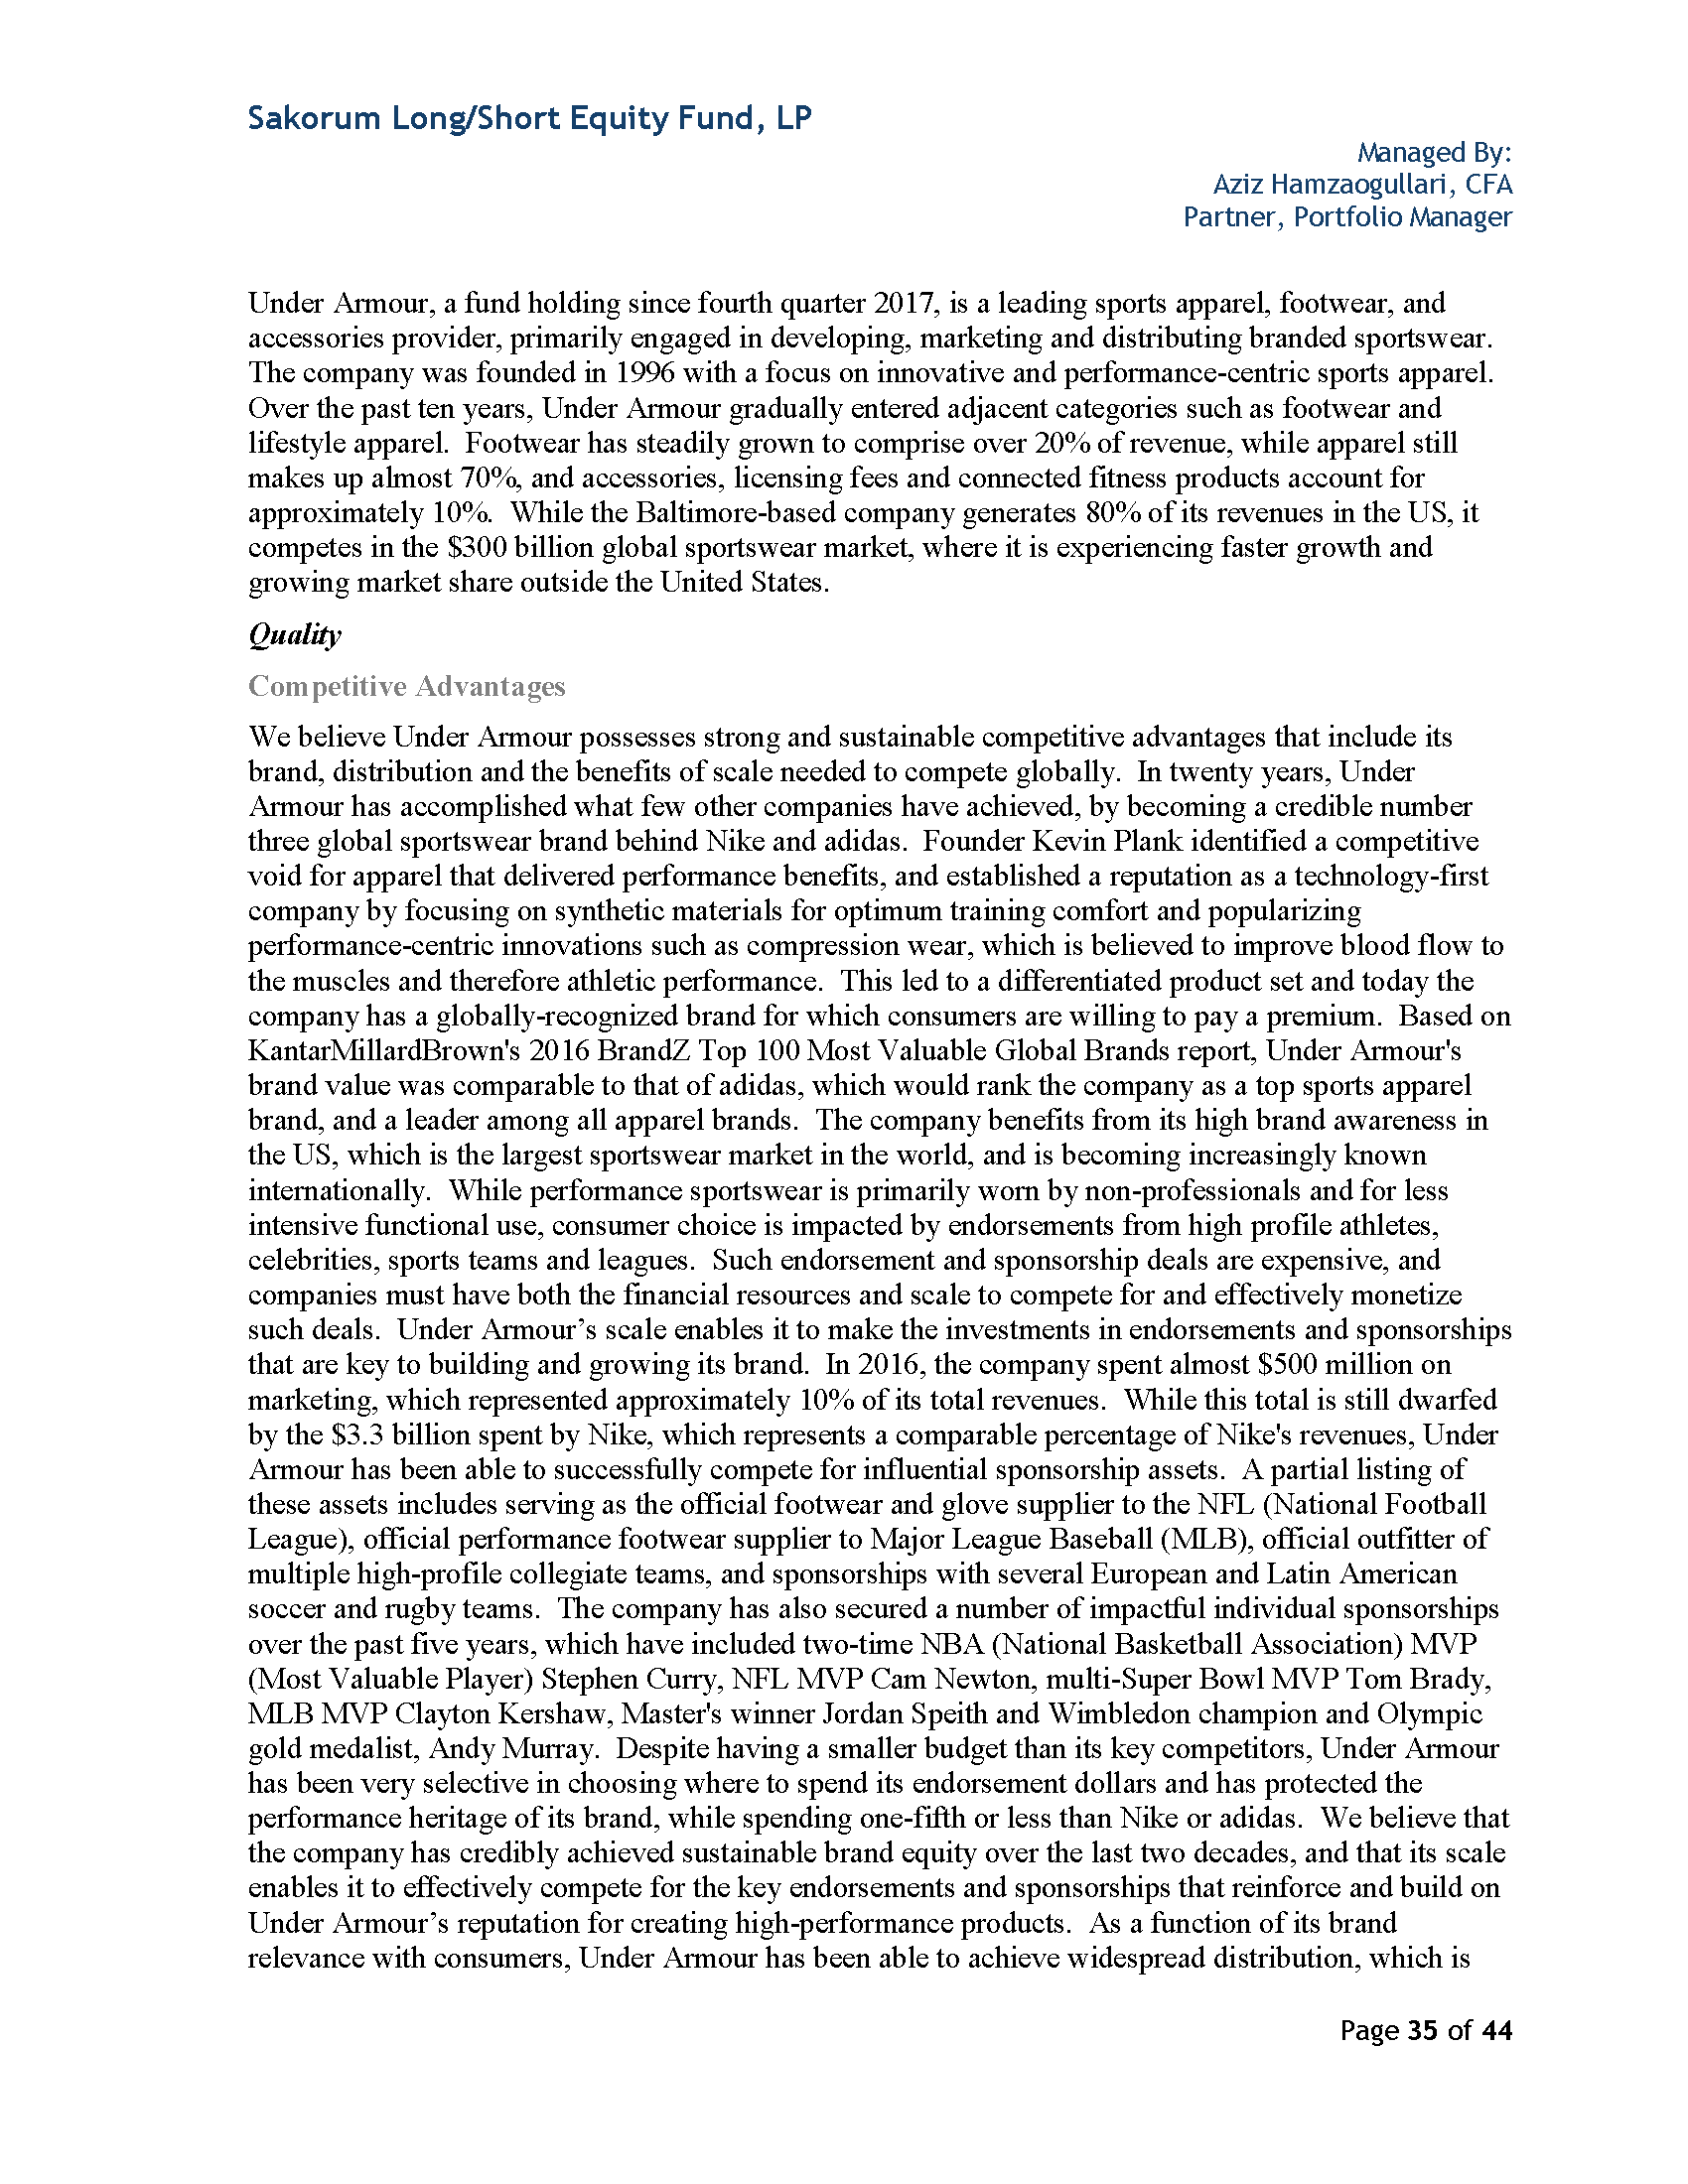 Sakorum Long/Short Equity Fund, LP
Managed By:
Aziz Hamzaogullari, CFA
Partner, Portfolio Manager
Under Armour, a fund holding since fourth quarter 2017, is a leading sports apparel, footwear, and
accessories provider, primarily engaged in developing, marketing and distributing branded sportswear.
The company was founded in 1996 with a focus on innovative and performance-centric sports apparel.
Over the past ten years, Under Armour gradually entered adjacent categories such as footwear and
lifestyle apparel.  Footwear has steadily grown to comprise over 20% of revenue, while apparel still
makes up almost 70%, and accessories, licensing fees and connected fitness products account for
approximately 10%.  While the Baltimore-based company generates 80% of its revenues in the US, it
competes in the $300 billion global sportswear market, where it is experiencing faster growth and
growing market share outside the United States.
Quality
Competitive Advantages
We believe Under Armour possesses strong and sustainable competitive advantages that include its
brand, distribution and the benefits of scale needed to compete globally.  In twenty years, Under
Armour has accomplished what few other companies have achieved, by becoming a credible number
three global sportswear brand behind Nike and adidas.  Founder Kevin Plank identified a competitive
void for apparel that delivered performance benefits, and established a reputation as a technology-first
company by focusing on synthetic materials for optimum training comfort and popularizing
performance-centric innovations such as compression wear, which is believed to improve blood flow to
the muscles and therefore athletic performance.  This led to a differentiated product set and today the
company has a globally-recognized brand for which consumers are willing to pay a premium.  Based on
KantarMillardBrown's 2016 BrandZ Top 100 Most Valuable Global Brands report, Under Armour's
brand value was comparable to that of adidas, which would rank the company as a top sports apparel
brand, and a leader among all apparel brands.  The company benefits from its high brand awareness in
the US, which is the largest sportswear market in the world, and is becoming increasingly known
internationally.  While performance sportswear is primarily worn by non-professionals and for less
intensive functional use, consumer choice is impacted by endorsements from high profile athletes,
celebrities, sports teams and leagues.  Such endorsement and sponsorship deals are expensive, and
companies must have both the financial resources and scale to compete for and effectively monetize
such deals.  Under Armour’s scale enables it to make the investments in endorsements and sponsorships
that are key to building and growing its brand.  In 2016, the company spent almost $500 million on
marketing, which represented approximately 10% of its total revenues.  While this total is still dwarfed
by the $3.3 billion spent by Nike, which represents a comparable percentage of Nike's revenues, Under
Armour has been able to successfully compete for influential sponsorship assets.  A partial listing of
these assets includes serving as the official footwear and glove supplier to the NFL (National Football
League), official performance footwear supplier to Major League Baseball (MLB), official outfitter of
multiple high-profile collegiate teams, and sponsorships with several European and Latin American
soccer and rugby teams.  The company has also secured a number of impactful individual sponsorships
over the past five years, which have included two-time NBA (National Basketball Association) MVP
(Most Valuable Player) Stephen Curry, NFL MVP Cam Newton, multi-Super Bowl MVP Tom Brady,
MLB MVP Clayton Kershaw, Master's winner Jordan Speith and Wimbledon champion and Olympic
gold medalist, Andy Murray.  Despite having a smaller budget than its key competitors, Under Armour
has been very selective in choosing where to spend its endorsement dollars and has protected the
performance heritage of its brand, while spending one-fifth or less than Nike or adidas.  We believe that
the company has credibly achieved sustainable brand equity over the last two decades, and that its scale
enables it to effectively compete for the key endorsements and sponsorships that reinforce and build on
Under Armour’s reputation for creating high-performance products.  As a function of its brand
relevance with consumers, Under Armour has been able to achieve widespread distribution, which is
Page 35 of 44